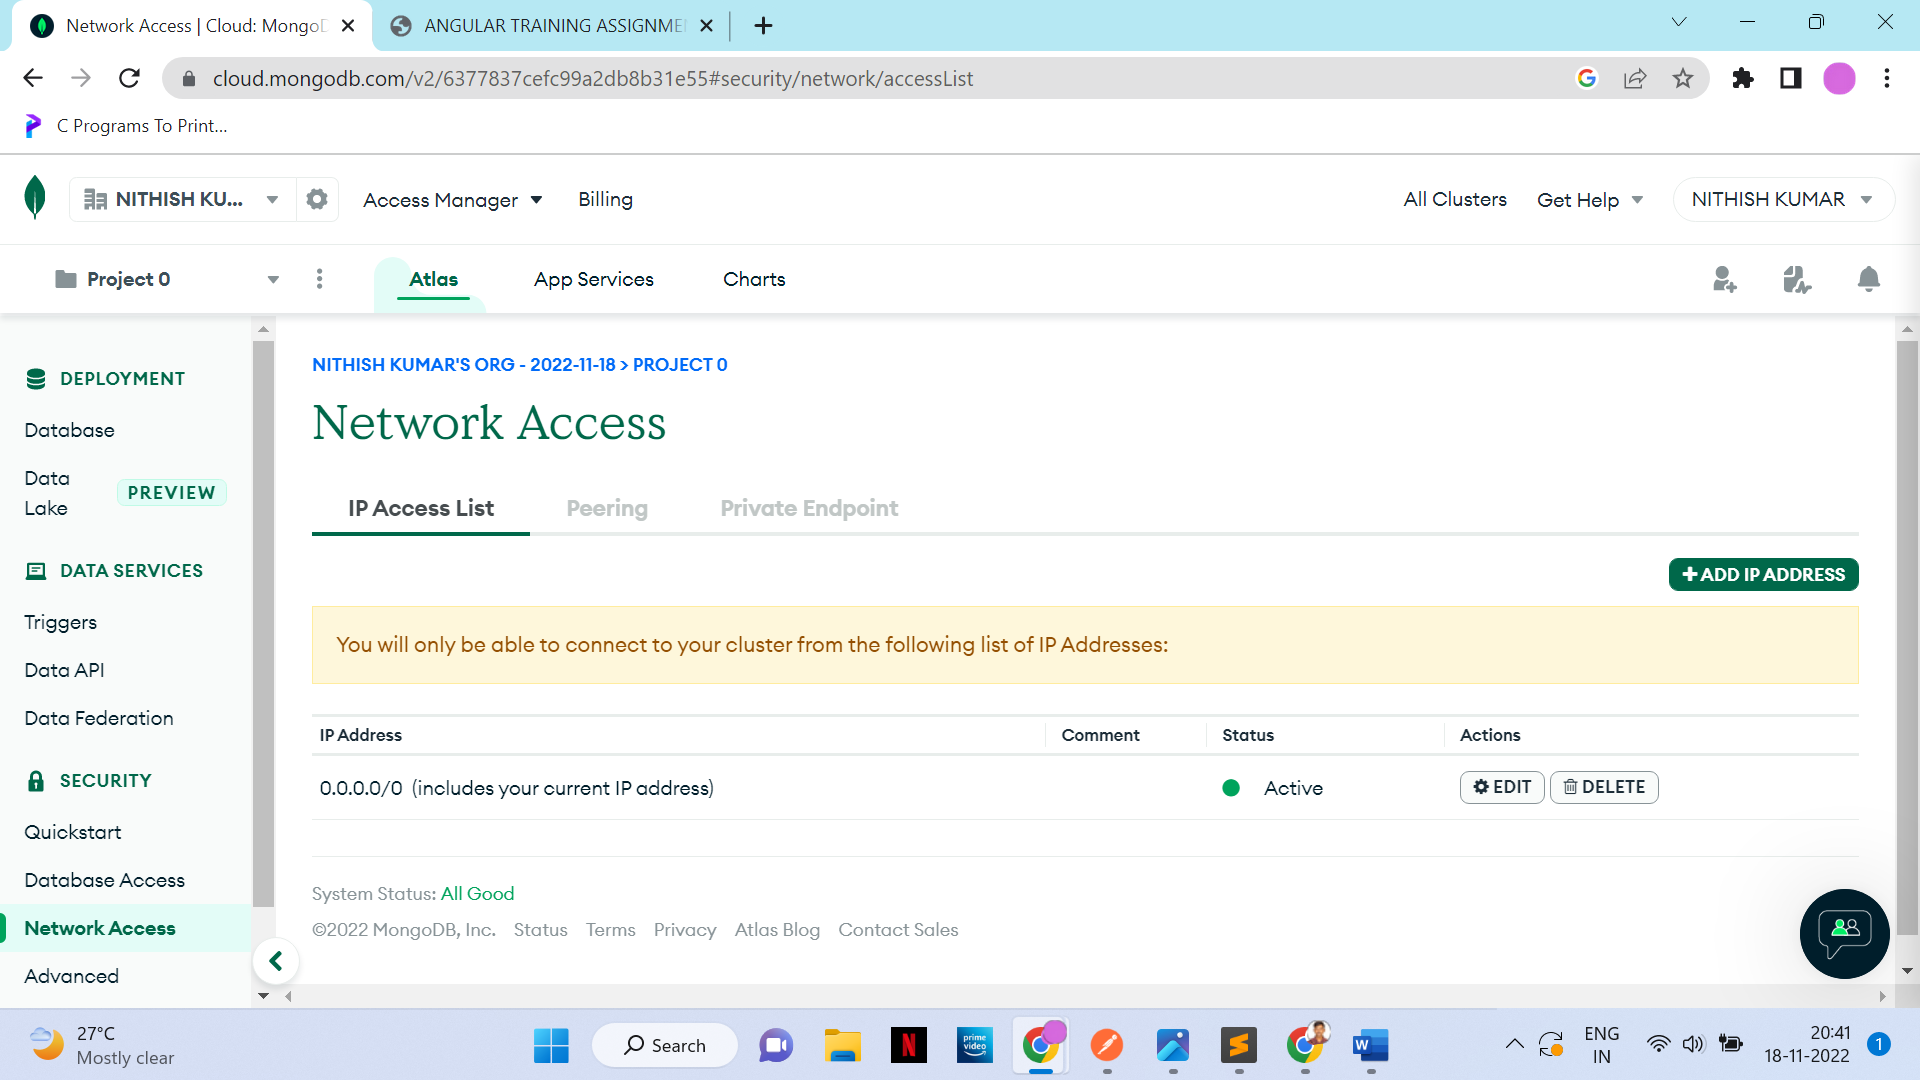 Network Access | Cloud: MongoD
ANGULAR TRAINING ASSIGNME
cloud.mongodb.com/v2/6377837cefc99a2db8b31e55#security/network/accessList
C Programs To Print...
NITHISH KU...
Access Manager
Billing
All Clusters
Get Help
NITHISH KUMAR
Project 0
Atlas
App Services
Charts
DEPLOYMENT
Database
Data Lake
PREVIEW
DATA SERVICES
Triggers
Data API
Data Federation
SECURITY
Quickstart
Database Access
Network Access
Advanced
NITHISH KUMAR'S ORG - 2022-11-18 > PROJECT 0
Network Access
IP Access List
Peering
Private Endpoint
+ ADD IP ADDRESS
You will only be able to connect to your cluster from the following list of IP Addresses:
IP Address
Comment
Status
Actions
0.0.0.0/0 (includes your current IP address)
Active
EDIT
DELETE
System Status: All Good
©2022 MongoDB, Inc.
Status
Terms
Privacy
Atlas Blog
Contact Sales
27°C
Mostly clear
Search
prime video
ENG
IN
20:41
18-11-2022
1